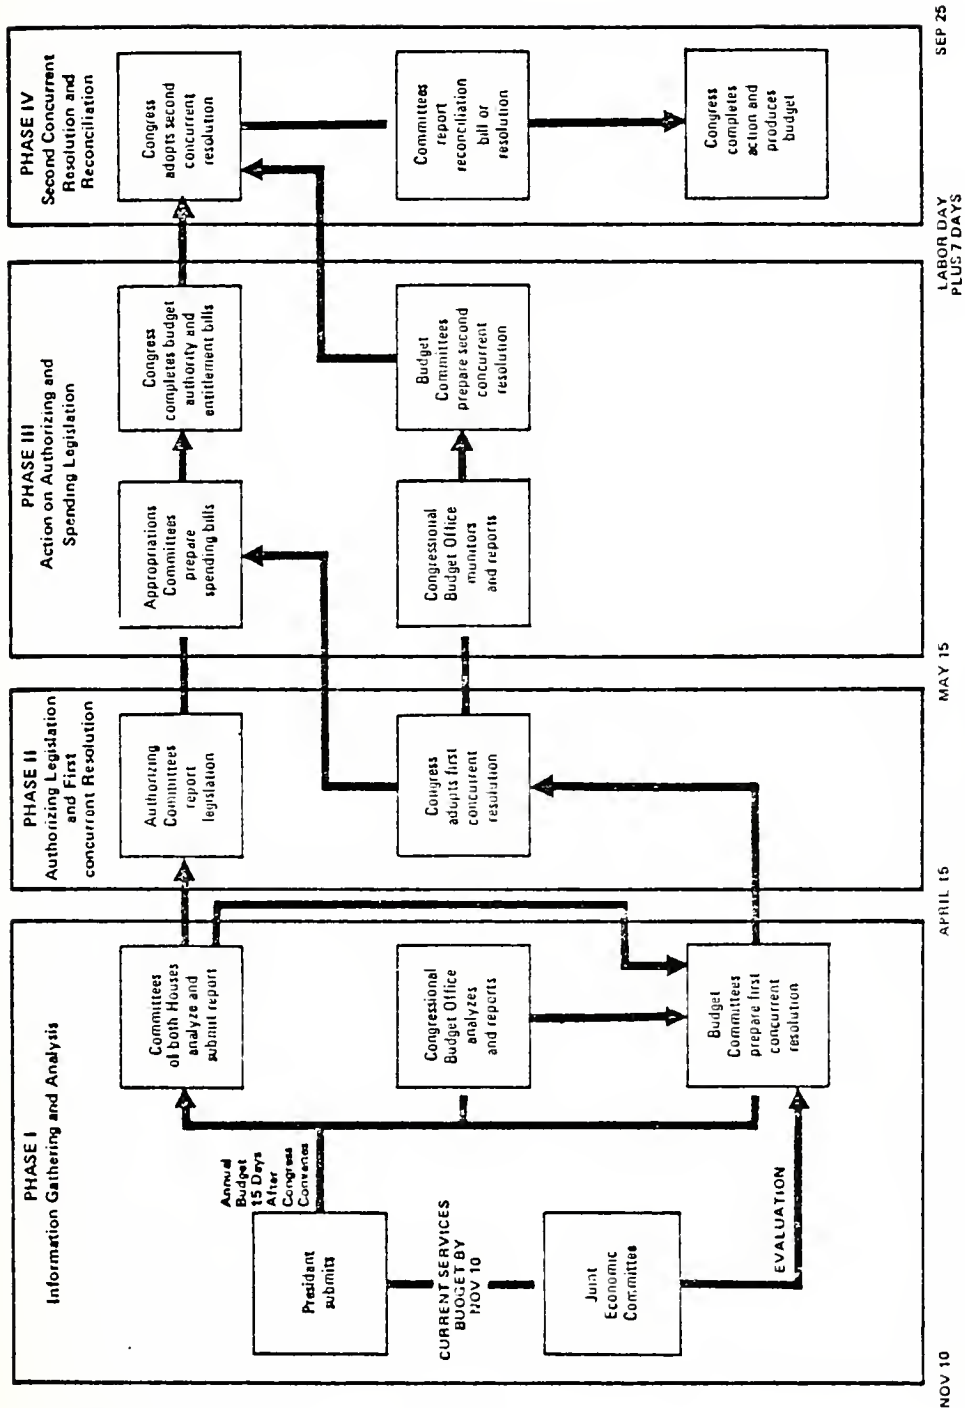 PHASE I
Information Gathering and Analysis
President
submits
Annual
Budget
15 Days
After
Congress
Convenes
CURRENT SERVICES
BUDGET BY
NOV 10
Joint
Economic
Committee
EVALUATION
Committees
of both Houses
analyze and
submit report
Congressional
Budget Office
analyzes
and reports
Budget
Committees
prepare first
concurrent
resolution
PHASE II
Authorizing Legislation
and First
concurrent Resolution
Authorizing
Committees
report
legislation
Congress
adopts first
concurrent
resolution
PHASE III
Action on Authorizing and
Spending Legislation
Appropriations
Committees
prepare
spending bills
Congress
completes budget
authority and
entitlement bills
Congressional
Budget Office
monitors
and reports
Budget
Committees
prepare second
concurrent
resolution
PHASE IV
Second Concurrent
Resolution and
Reconciliation
Congress
adopts second
concurrent
resolution
Committees
report
reconciliation
bill or
resolution
Congress
completes
action and
produces
budget
NOV 10
APRIL 15
MAY 15
LABOR DAY
PLUS 7 DAYS
SEP 25